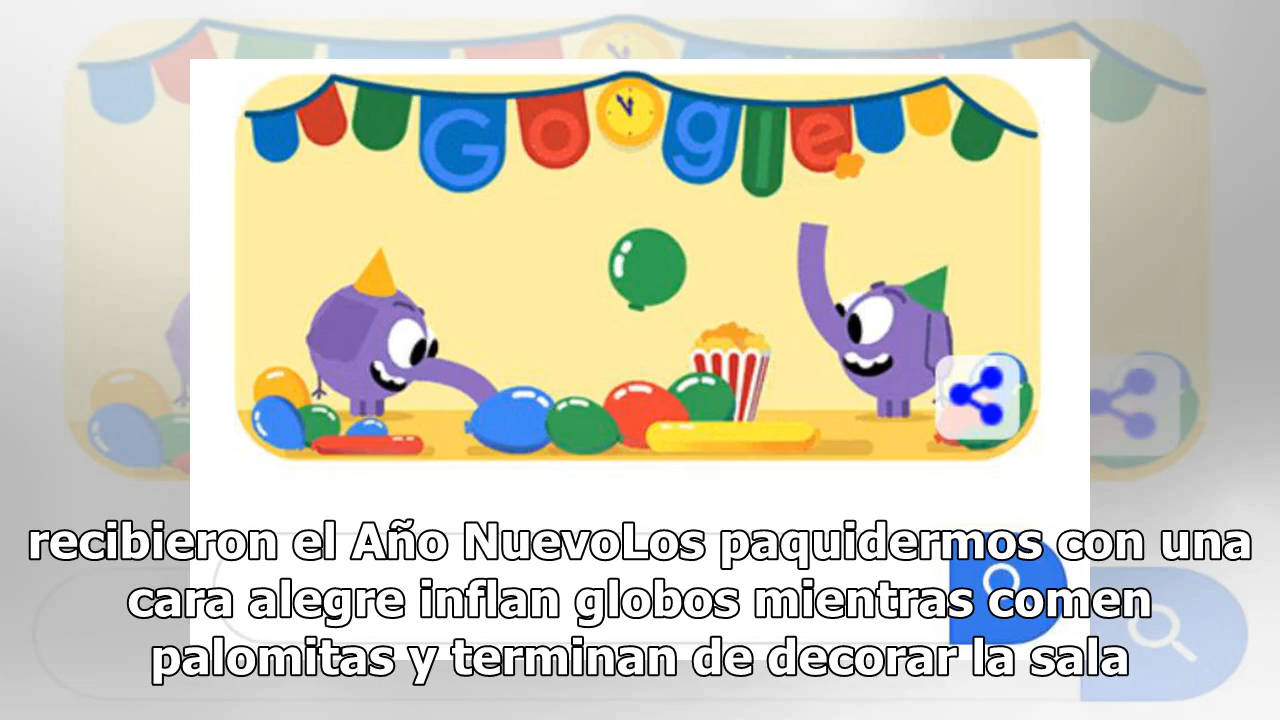 Google
recibieron el Año NuevoLos paquidermos con una
cara alegre inflan globos mientras comen
palomitas y terminan de decorar la sala